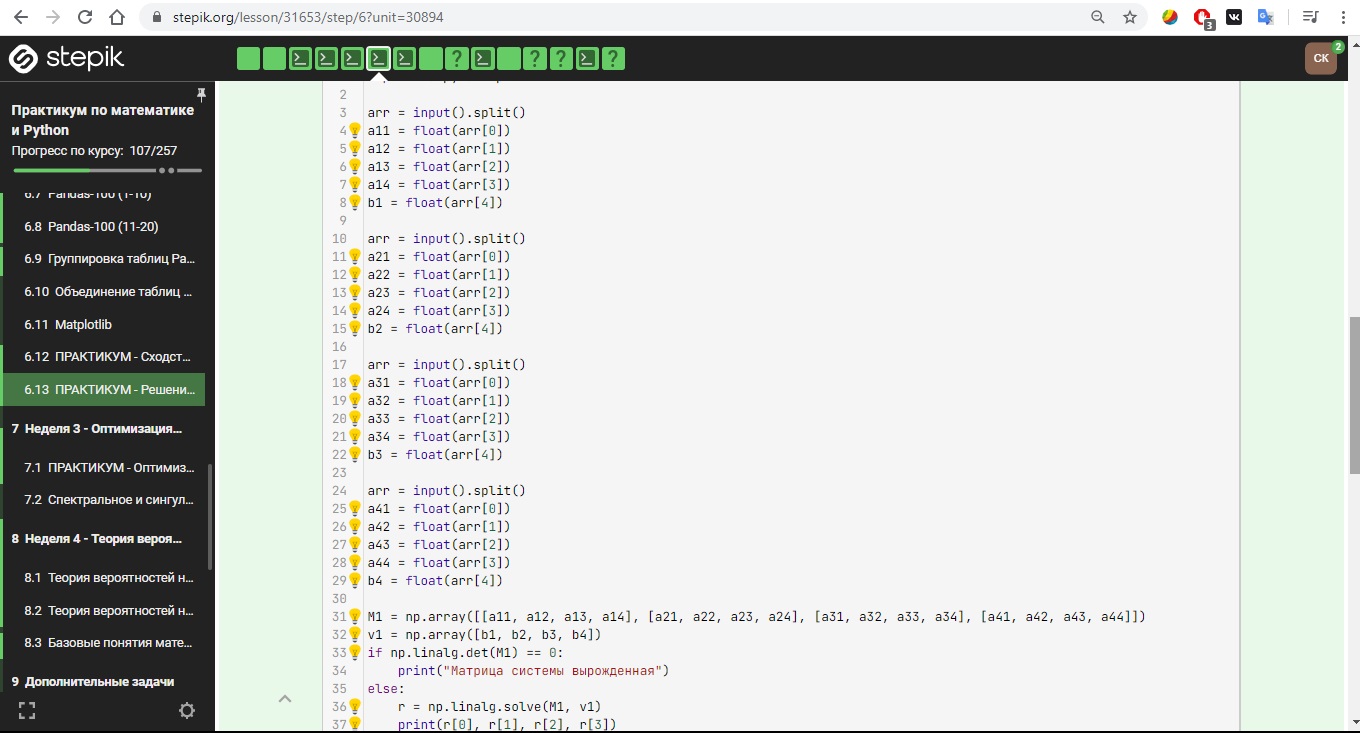 stepik.org/lesson/31653/step/6?unit=30894
3
stepik
2
СК
Практикум по математике
и Python
Прогресс по курсу: 107/257
6.7 Pandas-100 (1-10)
6.8 Pandas-100 (11-20)
6.9 Группировка таблиц Pa...
6.10 Объединение таблиц ...
6.11 Matplotlib
6.12 ПРАКТИКУМ - Сходст...
6.13 ПРАКТИКУМ - Решени...
7 Неделя 3 - Оптимизация...
7.1 ПРАКТИКУМ - Оптимиз...
7.2 Спектральное и сингул...
8 Неделя 4 - Теория вероя...
8.1 Теория вероятностей н...
8.2 Теория вероятностей н...
8.3 Базовые понятия мате...
9 Дополнительные задачи
2
3 arr = input().split()
4 a11 = float(arr[0])
5 a12 = float(arr[1])
6 a13 = float(arr[2])
7 a14 = float(arr[3])
8 b1 = float(arr[4])
9
10 arr = input().split()
11 a21 = float(arr[0])
12 a22 = float(arr[1])
13 a23 = float(arr[2])
14 a24 = float(arr[3])
15 b2 = float(arr[4])
16
17 arr = input().split()
18 a31 = float(arr[0])
19 a32 = float(arr[1])
20 a33 = float(arr[2])
21 a34 = float(arr[3])
22 b3 = float(arr[4])
23
24 arr = input().split()
25 a41 = float(arr[0])
26 a42 = float(arr[1])
27 a43 = float(arr[2])
28 a44 = float(arr[3])
29 b4 = float(arr[4])
30
31 M1 = np.array([[a11, a12, a13, a14], [a21, a22, a23, a24], [a31, a32, a33, a34], [a41, a42, a43, a44]])
32 v1 = np.array([b1, b2, b3, b4])
33 if np.linalg.det(M1) == 0:
34     print("Матрица системы вырожденная")
35 else:
36     r = np.linalg.solve(M1, v1)
37     print(r[0], r[1], r[2], r[3])